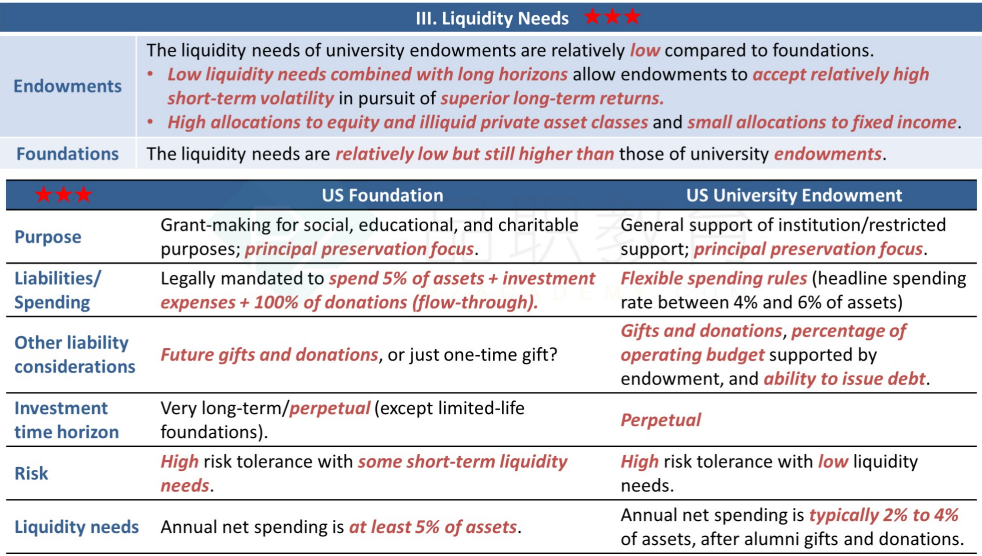 III. Liquidity Needs ★★★
Endowments
The liquidity needs of university endowments are relatively low compared to foundations.
• Low liquidity needs combined with long horizons allow endowments to accept relatively high
short-term volatility in pursuit of superior long-term returns.
• High allocations to equity and illiquid private asset classes and small allocations to fixed income.
Foundations
The liquidity needs are relatively low but still higher than those of university endowments.
★★★
US Foundation
US University Endowment
Purpose
Grant-making for social, educational, and charitable
purposes; principal preservation focus.
General support of institution/restricted
support; principal preservation focus.
Liabilities/
Spending
Legally mandated to spend 5% of assets + investment
expenses + 100% of donations (flow-through).
Flexible spending rules (headline spending
rate between 4% and 6% of assets)
Other liability
considerations
Future gifts and donations, or just one-time gift?
Gifts and donations, percentage of
operating budget supported by
endowment, and ability to issue debt.
Investment
time horizon
Very long-term/perpetual (except limited-life
foundations).
Perpetual
Risk
High risk tolerance with some short-term liquidity
needs.
High risk tolerance with low liquidity
needs.
Liquidity needs
Annual net spending is at least 5% of assets.
Annual net spending is typically 2% to 4%
of assets, after alumni gifts and donations.